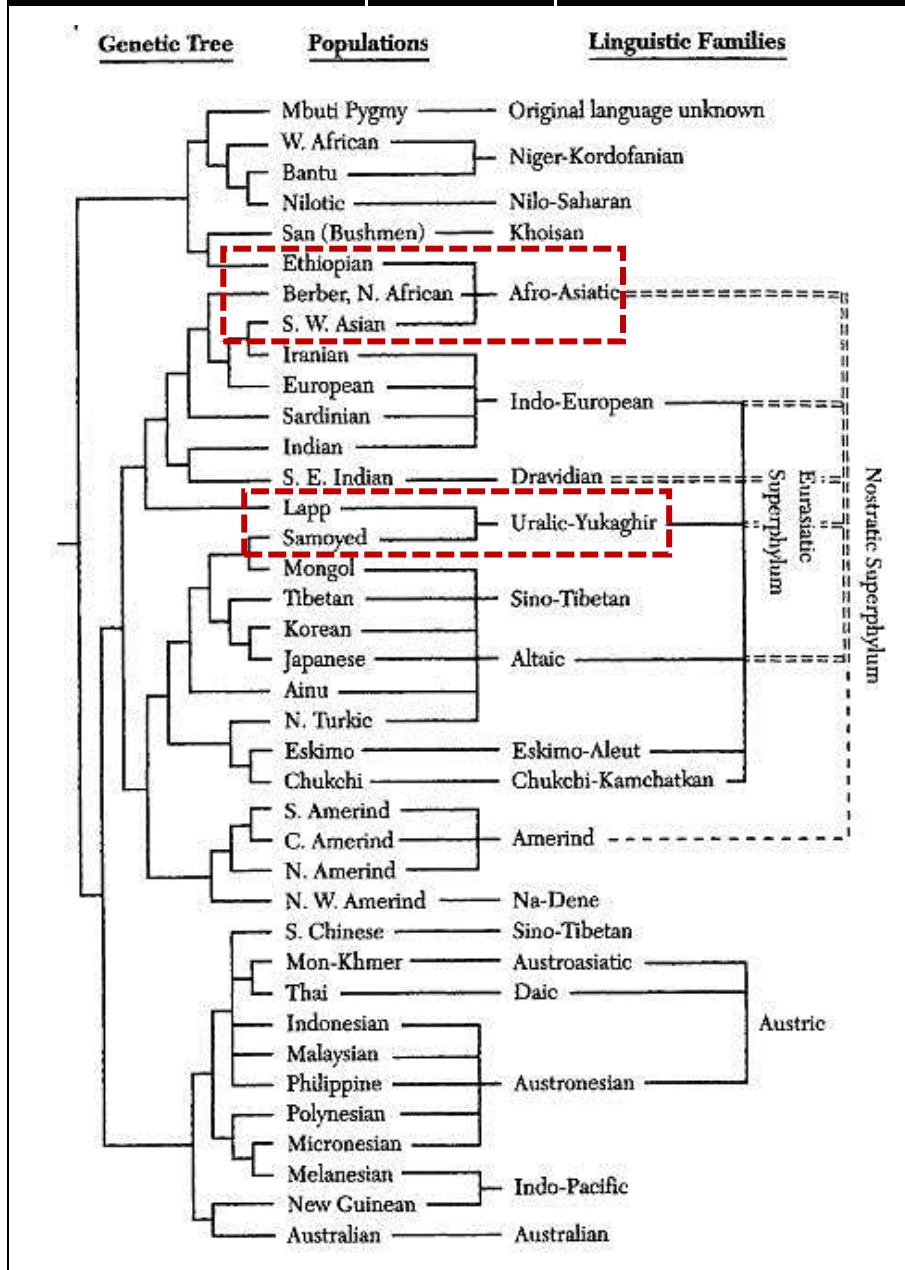 Genetic Tree Populations Linguistic Families
Mbuti Pygmy Original language unknown
W. African
Niger-Kordofanian
Bantu
Nilotic Nilo-Saharan
San (Bushmen) Khoisan
Ethiopian
Berber, N. African Afro-Asiatic
S. W. Asian
Iranian
European
Indo-European
Sardinian
Indian
S. E. Indian Dravidian
Lapp
Uralic-Yukaghir
Samoyed
Mongol
Tibetan Sino-Tibetan
Korean
Japanese Altaic
Ainu
N. Turkic
Eskimo Eskimo-Aleut
Chukchi Chukchi-Kamchatkan
S. Amerind
C. Amerind Amerind
N. Amerind
N. W. Amerind Na-Dene
S. Chinese Sino-Tibetan
Mon-Khmer Austroasiatic
Thai Daic
Indonesian
Austric
Malaysian
Philippine Austronesian
Polynesian
Micronesian
Melanesian
Indo-Pacific
New Guinean
Australian Australian
Eurasiatic
Superphylum
Nostratic Superphylum